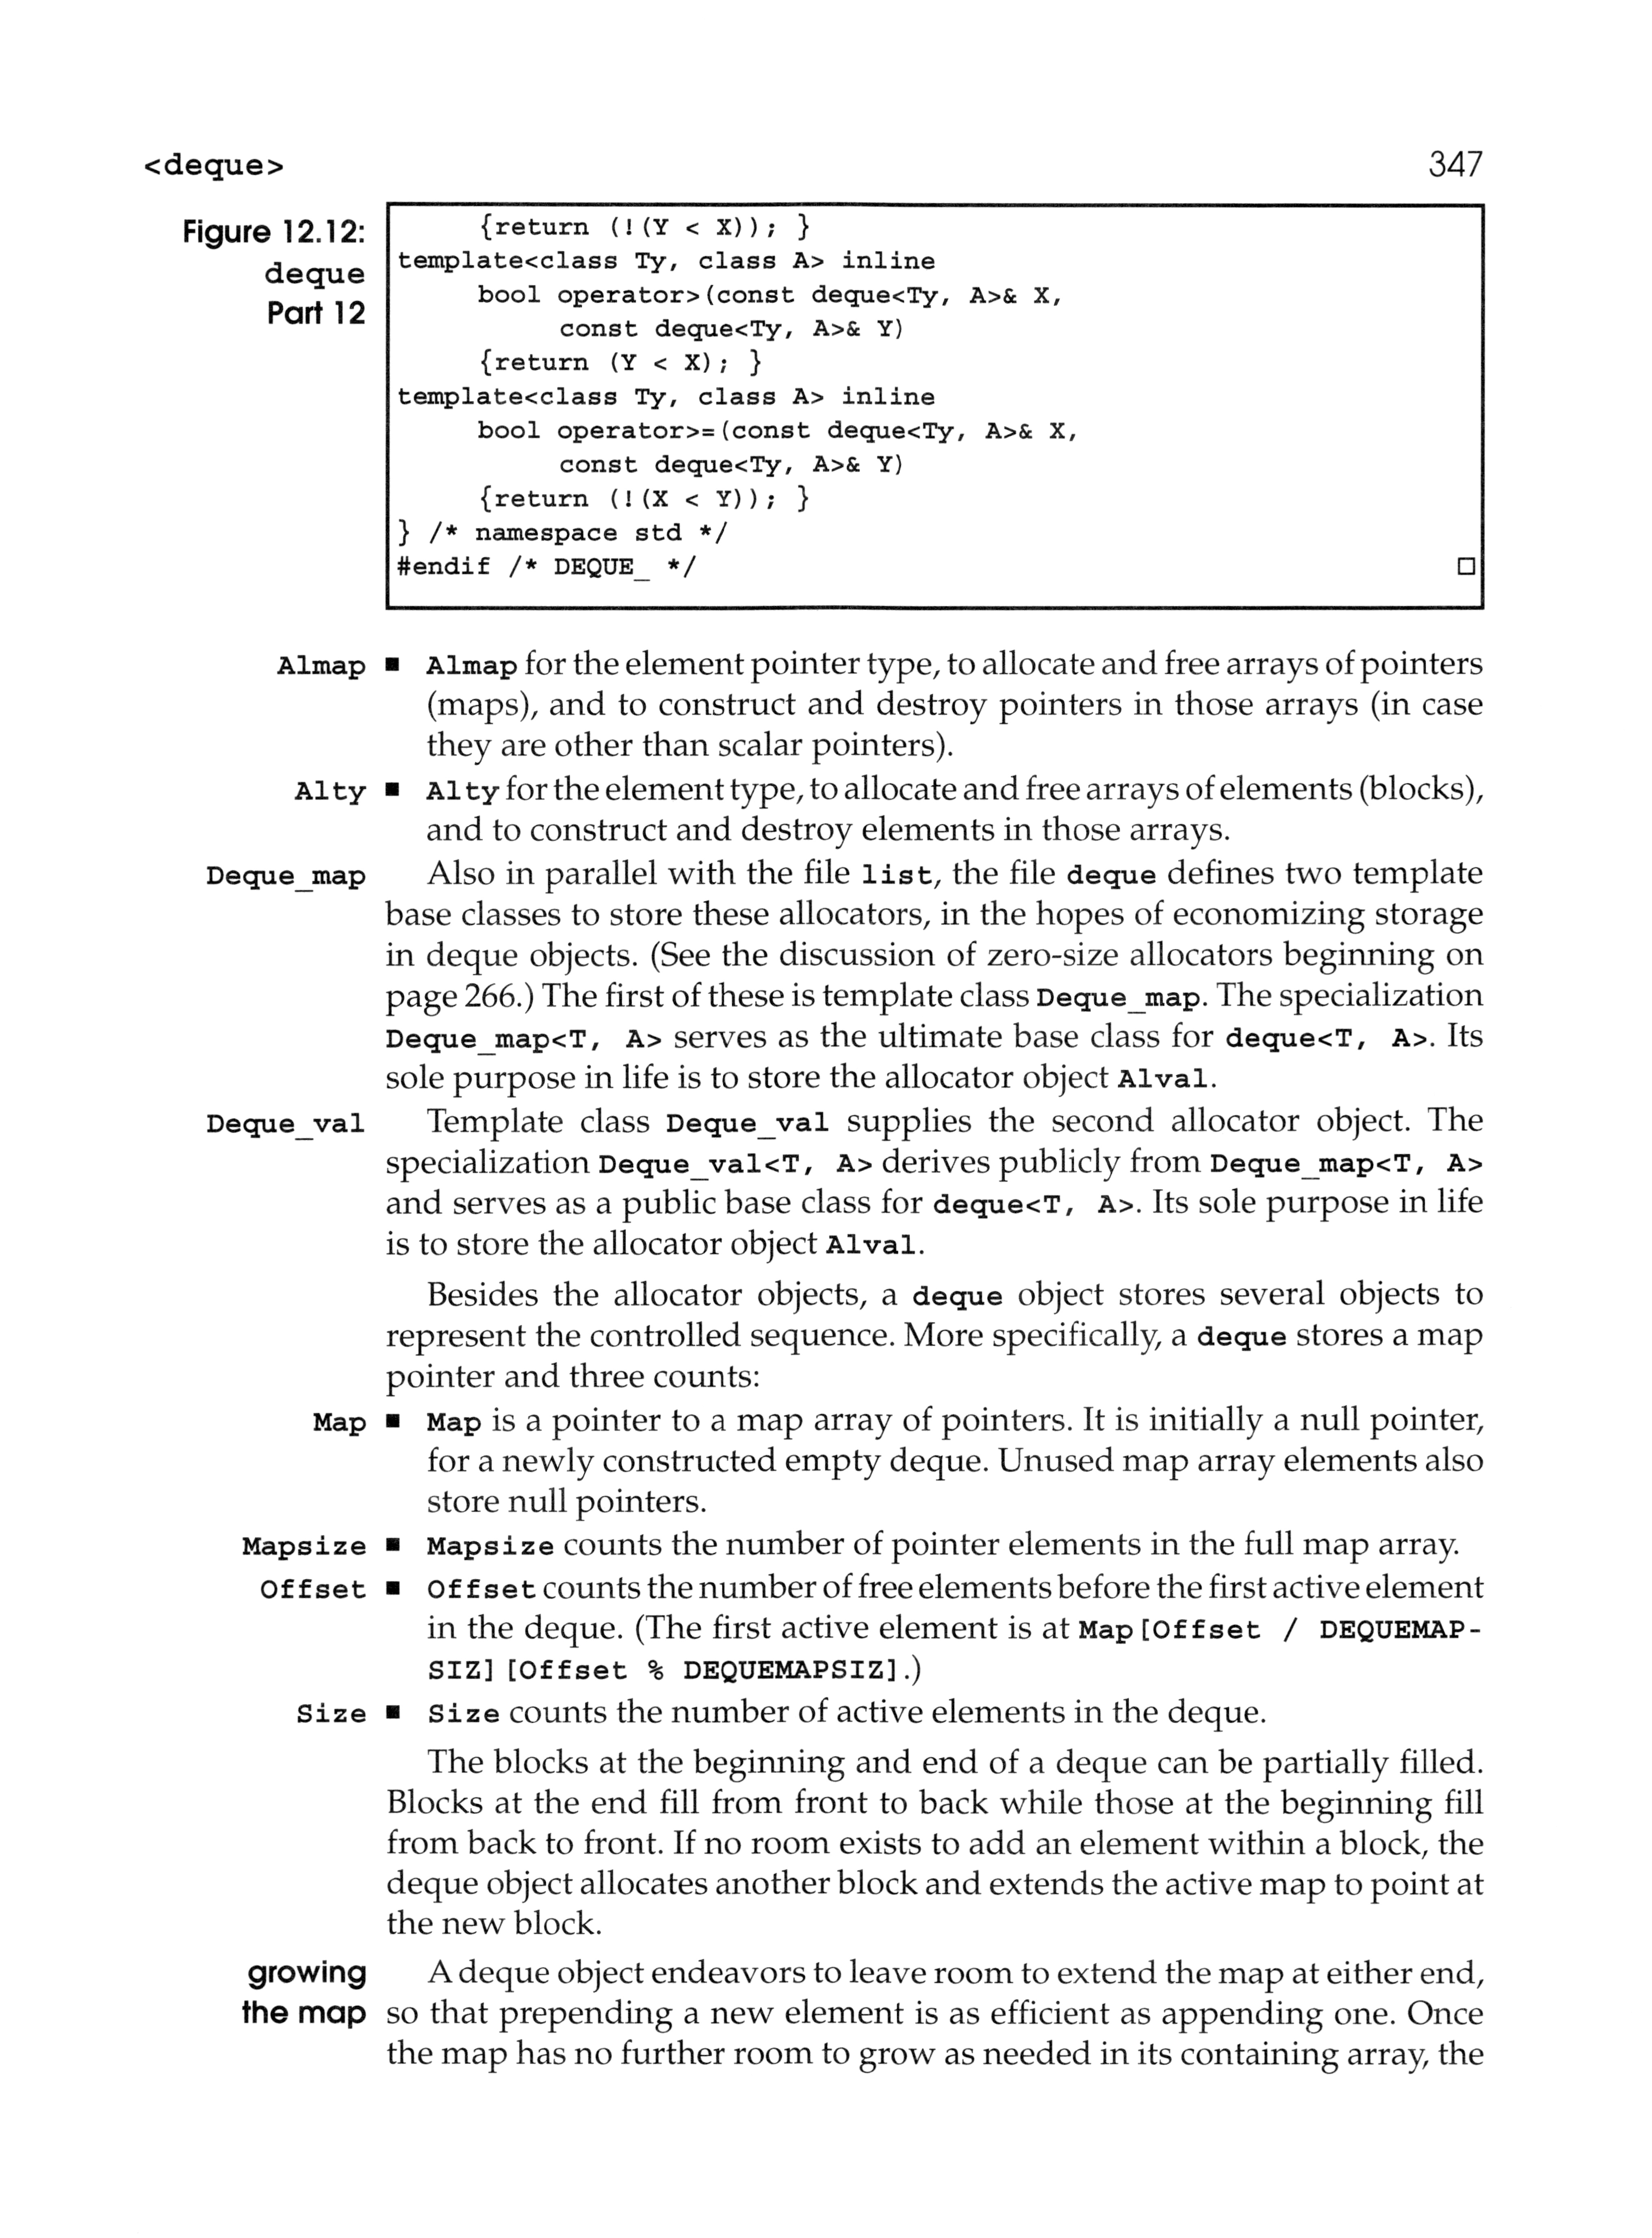 <deque>
347
Figure 12.12:
deque
Part 12
{return (!(Y < X)); }
template<class Ty, class A> inline
bool operator>(const deque<Ty, A>& X,
const deque<Ty, A>& Y)
{return (Y < X); }
template<class Ty, class A> inline
bool operator>=(const deque<Ty, A>& X,
const deque<Ty, A>& Y)
{return (!(X < Y)); }
} /* namespace std */
#endif /* DEQUE_ */ □
Almap ■ Almap for the element pointer type, to allocate and free arrays of pointers
(maps), and to construct and destroy pointers in those arrays (in case
they are other than scalar pointers).
Alty ■ Alty for the element type, to allocate and free arrays of elements (blocks),
and to construct and destroy elements in those arrays.
Deque_map Also in parallel with the file list, the file deque defines two template
base classes to store these allocators, in the hopes of economizing storage
in deque objects. (See the discussion of zero-size allocators beginning on
page 266.) The first of these is template class Deque_map. The specialization
Deque_map<T, A> serves as the ultimate base class for deque<T, A>. Its
sole purpose in life is to store the allocator object Alval.
Deque_val Template class Deque_val supplies the second allocator object. The
specialization Deque_val<T, A> derives publicly from Deque_map<T, A>
and serves as a public base class for deque<T, A>. Its sole purpose in life
is to store the allocator object Alval.
Besides the allocator objects, a deque object stores several objects to
represent the controlled sequence. More specifically, a deque stores a map
pointer and three counts:
Map ■ Map is a pointer to a map array of pointers. It is initially a null pointer,
for a newly constructed empty deque. Unused map array elements also
store null pointers.
Mapsize ■ Mapsize counts the number of pointer elements in the full map array.
Offset ■ Offset counts the number of free elements before the first active element
in the deque. (The first active element is at Map[Offset / DEQUEMAP-
SIZ][Offset % DEQUEMAPSIZ].)
Size ■ Size counts the number of active elements in the deque.
The blocks at the beginning and end of a deque can be partially filled.
Blocks at the end fill from front to back while those at the beginning fill
from back to front. If no room exists to add an element within a block, the
deque object allocates another block and extends the active map to point at
the new block.
growing A deque object endeavors to leave room to extend the map at either end,
the map so that prepending a new element is as efficient as appending one. Once
the map has no further room to grow as needed in its containing array, the